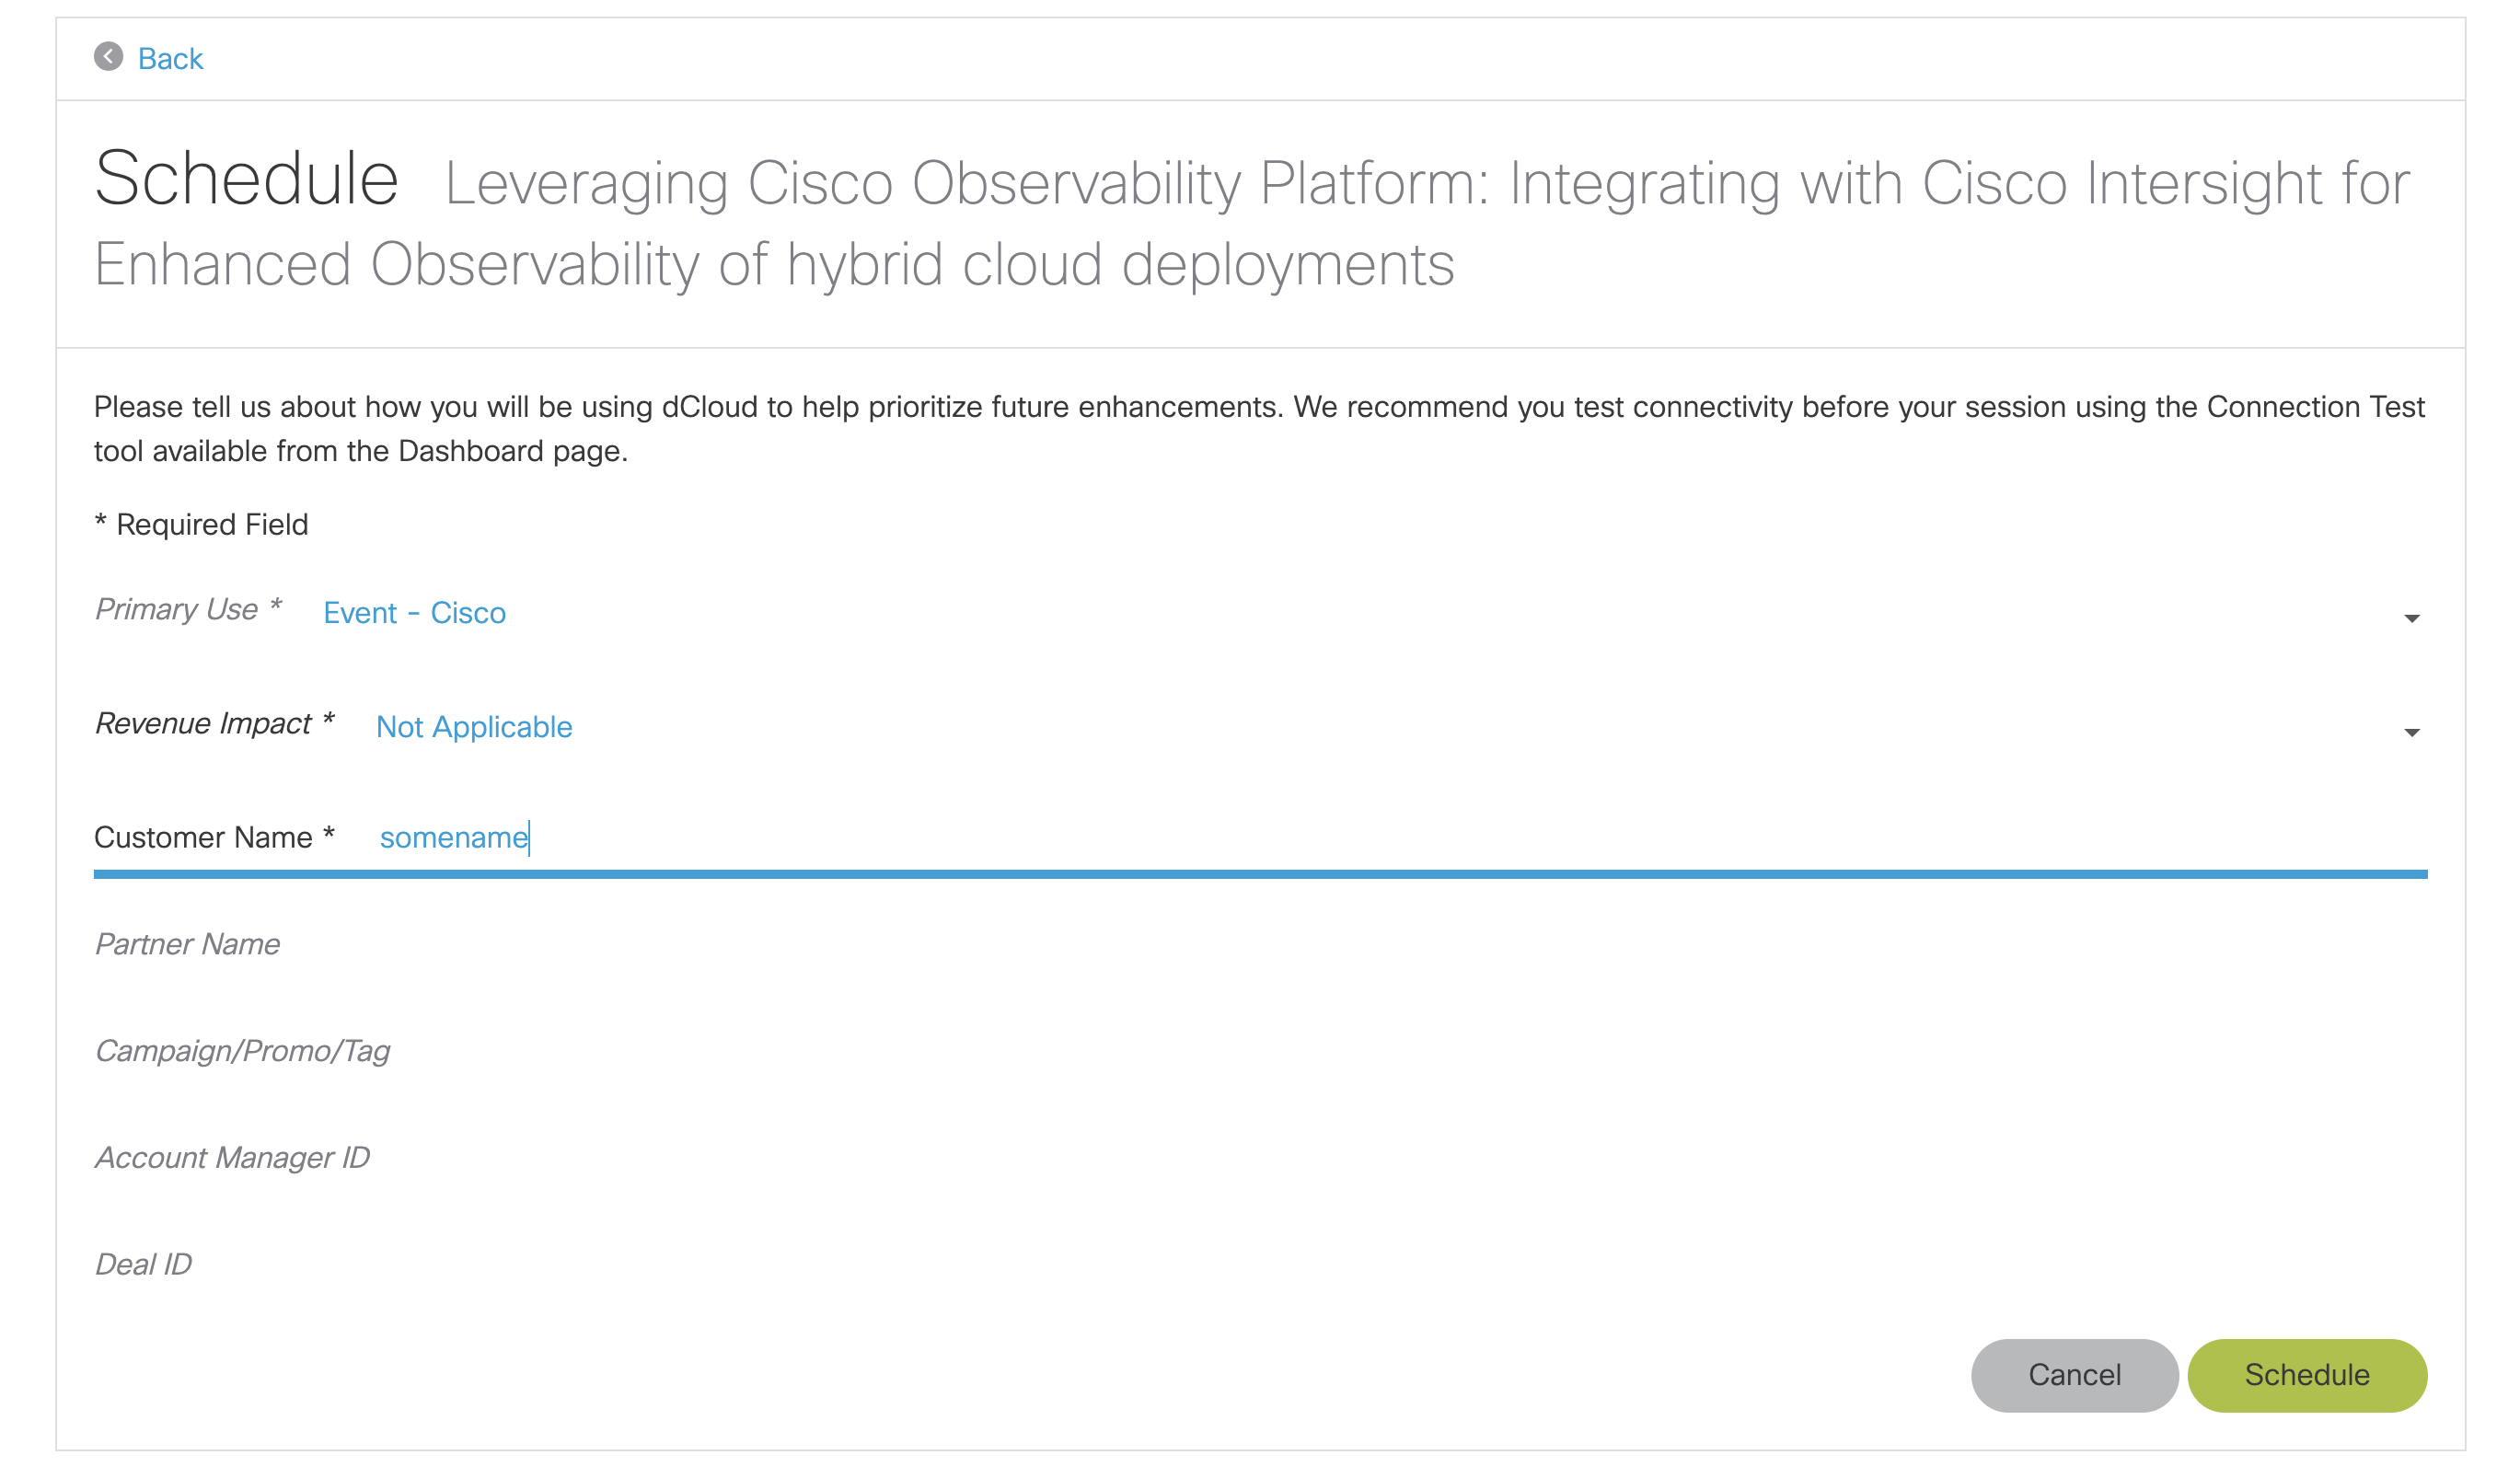 Back
Schedule Leveraging Cisco Observability Platform: Integrating with Cisco Intersight for
Enhanced Observability of hybrid cloud deployments
Please tell us about how you will be using dCloud to help prioritize future enhancements. We recommend you test connectivity before your session using the Connection Test
tool available from the Dashboard page.
* Required Field
Primary Use * Event - Cisco
Revenue Impact * Not Applicable
Customer Name * somename
Partner Name
Campaign/Promo/Tag
Account Manager ID
Deal ID
Cancel Schedule